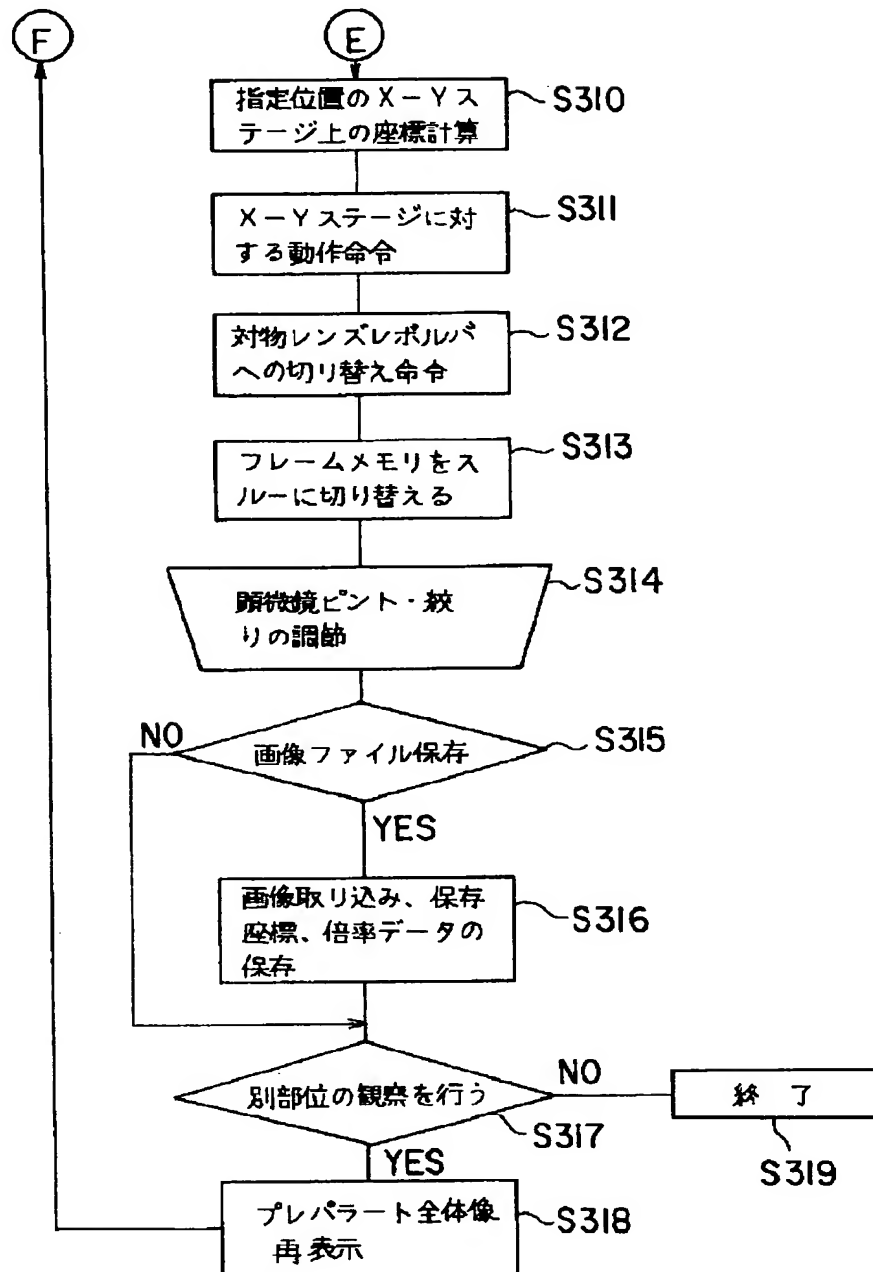 F
E
指定位置のX-Yス
テージ上の座標計算
S310
X-Yステージに対
する動作命令
S311
対物レンズレボルバ
への切り替え命令
S312
フレームメモリをス
ルーに切り替える
S313
顕微鏡ピント・絞
りの調節
S314
NO
画像ファイル保存
S315
YES
画像取り込み、保存
座標、倍率データの
保存
S316
別部位の観察を行う
NO
S317
終了
S319
YES
プレパラート全体像
再表示
S318